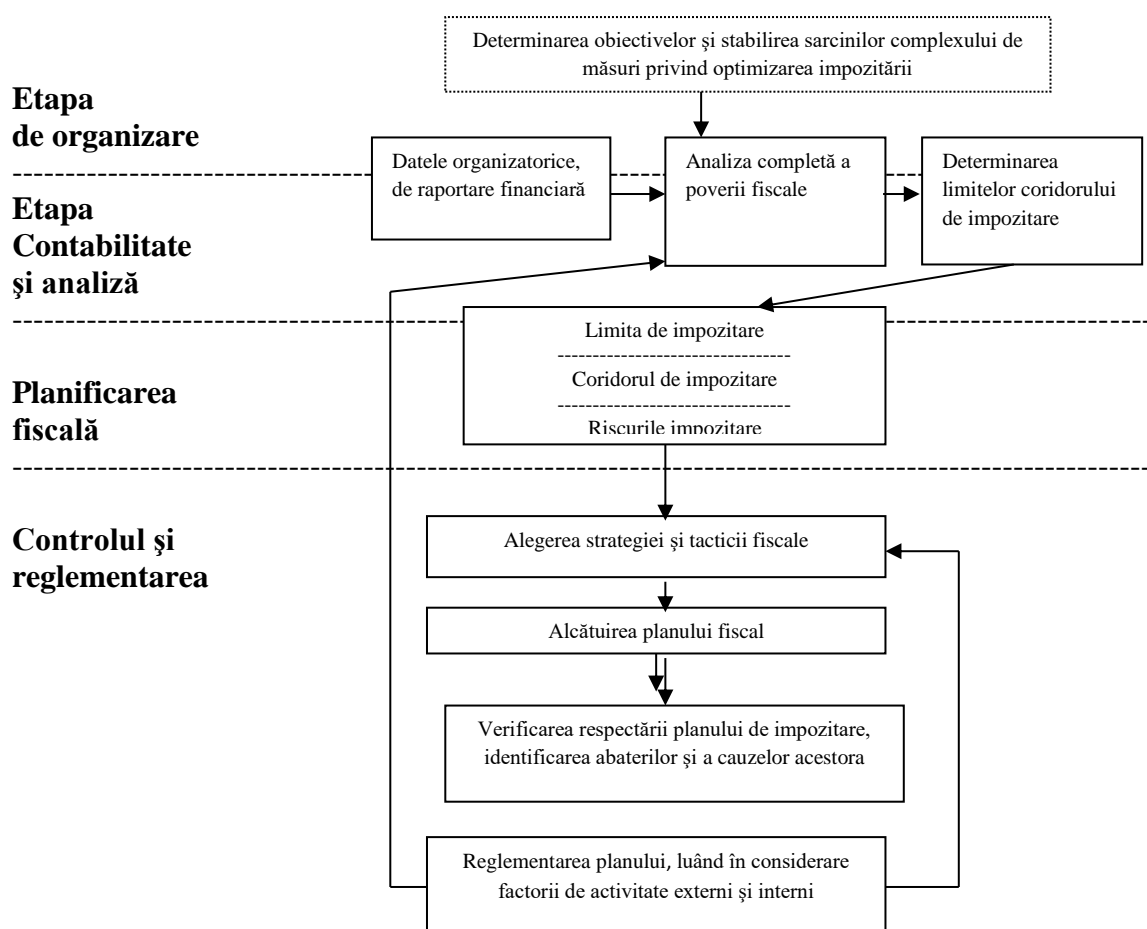 Determinarea obiectivelor şi stabilirea sarcinilor complexului de
măsuri privind optimizarea impozitării
Etapa
de organizare
Datele organizatorice,
de raportare financiară
Analiza completă a
poverii fiscale
Determinarea
limitelor coridorului
de impozitare
Etapa
Contabilitate
şi analiză
Limita de impozitare
Coridorul de impozitare
Riscurile impozitare
Planificarea
fiscală
Controlul şi
reglementarea
Alegerea strategiei şi tacticii fiscale
Alcătuirea planului fiscal
Verificarea respectării planului de impozitare,
identificarea abaterilor şi a cauzelor acestora
Reglementarea planului, luând în considerare
factorii de activitate externi şi interni